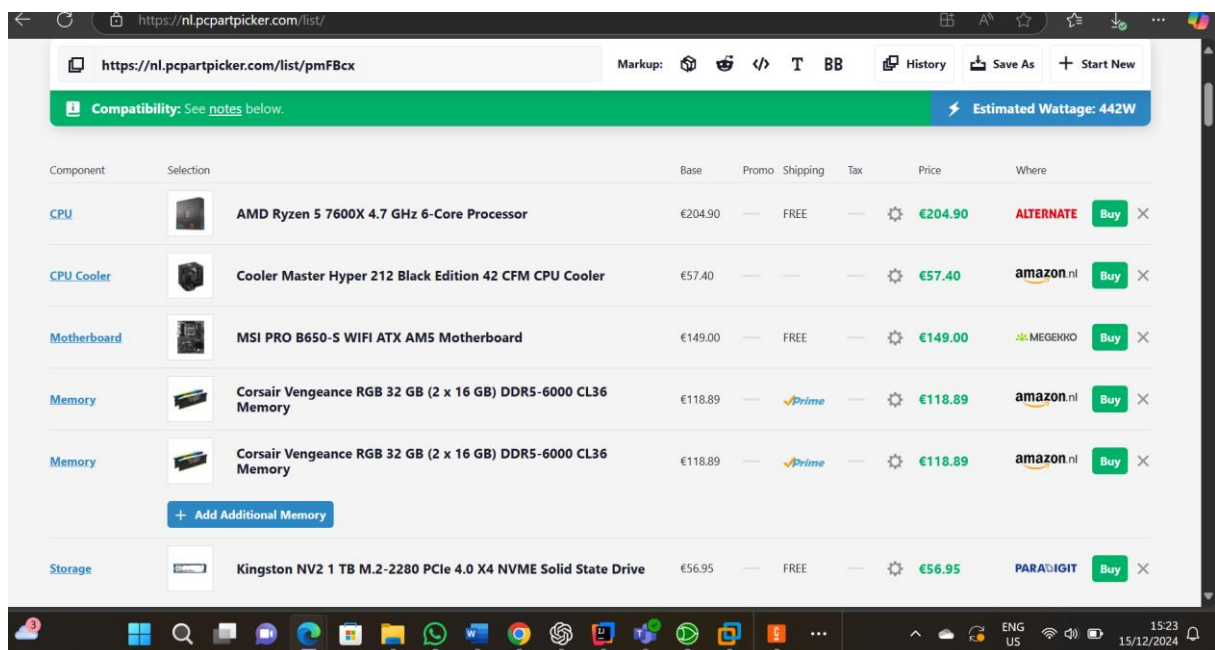 https://nl.pcpartpicker.com/list/
https://nl.pcpartpicker.com/list/pmFBcx
Markup:
T
BB
History
Save As
Start New
Compatibility: See notes below.
Estimated Wattage: 442W
Component Selection Base Promo Shipping Tax Price Where
CPU AMD Ryzen 5 7600X 4.7 GHz 6-Core Processor €204.90 — FREE — €204.90 ALTERNATE Buy
CPU Cooler Cooler Master Hyper 212 Black Edition 42 CFM CPU Cooler €57.40 — — — €57.40 amazon.nl Buy
Motherboard MSI PRO B650-S WIFI ATX AM5 Motherboard €149.00 — FREE — €149.00 MEGEKKO Buy
Memory Corsair Vengeance RGB 32 GB (2 x 16 GB) DDR5-6000 CL36
Memory €118.89 — Prime — €118.89 amazon.nl Buy
Memory Corsair Vengeance RGB 32 GB (2 x 16 GB) DDR5-6000 CL36
Memory €118.89 — Prime — €118.89 amazon.nl Buy
+ Add Additional Memory
Storage Kingston NV2 1 TB M.2-2280 PCIe 4.0 X4 NVME Solid State Drive €56.95 — FREE — €56.95 PARADIGIT Buy
3
ENG
US
15:23
15/12/2024